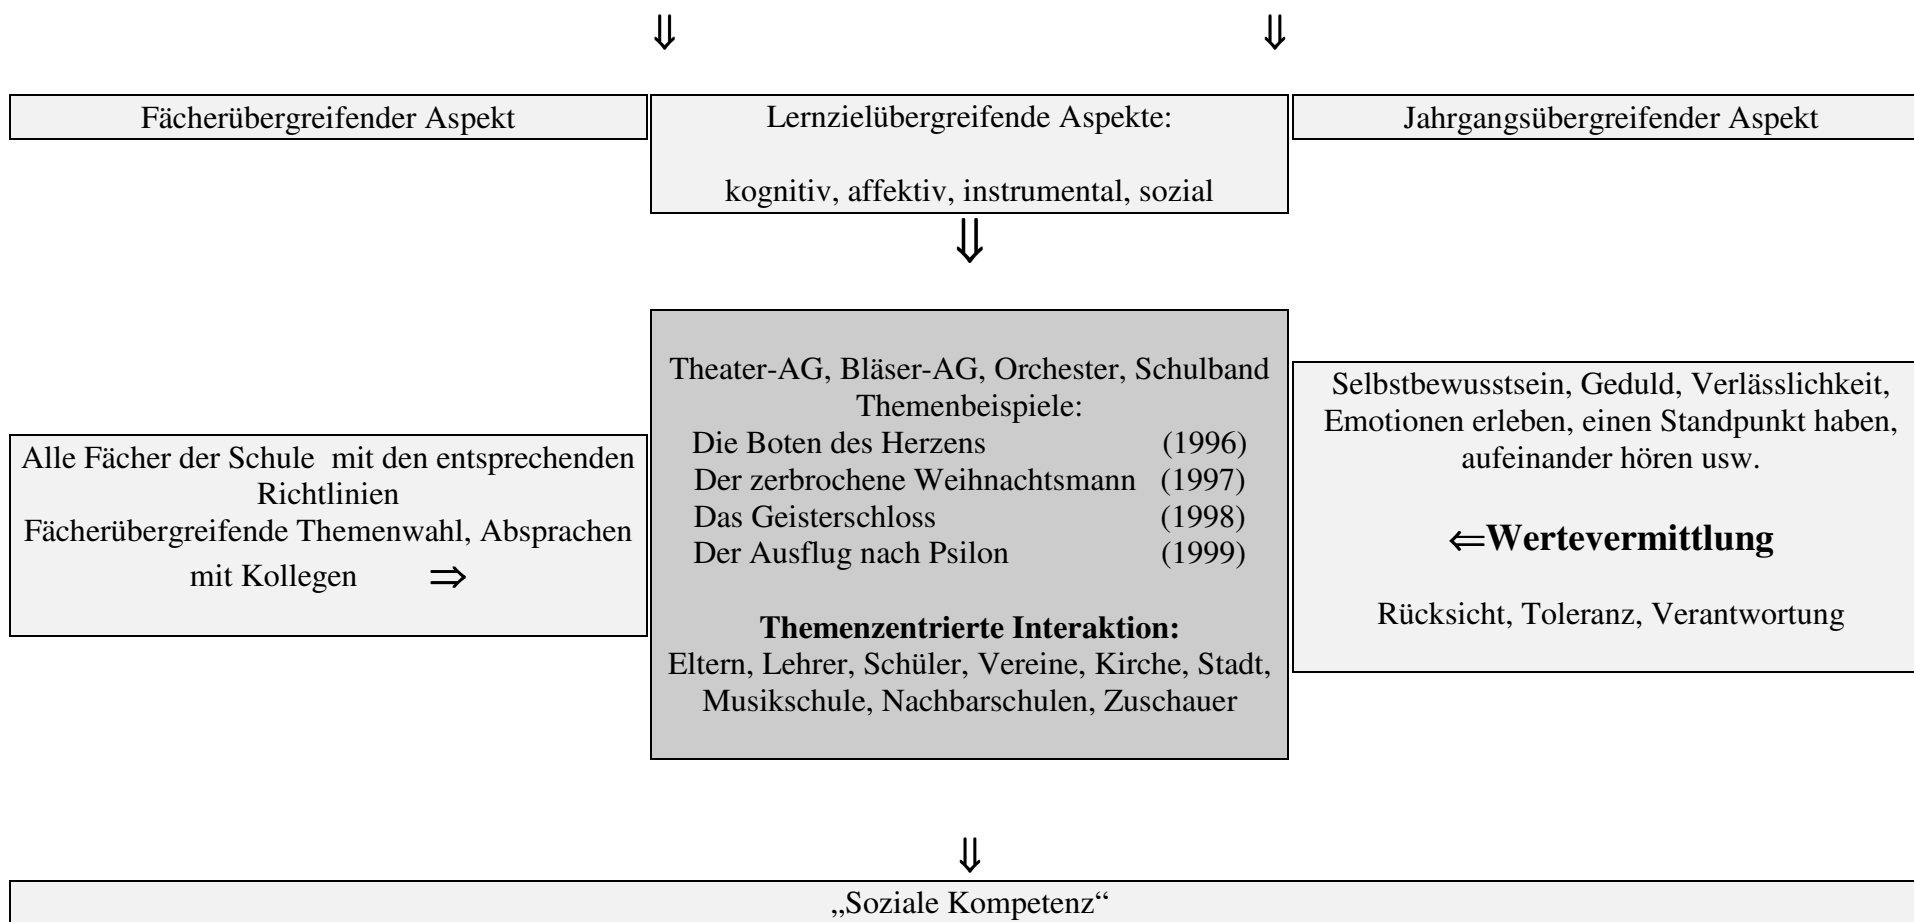 ⇓ ⇓
Fächerübergreifender Aspekt
Lernzielübergreifende Aspekte:
kognitiv, affektiv, instrumental, sozial
Jahrgangsübergreifender Aspekt
⇓
Alle Fächer der Schule  mit den entsprechenden
Richtlinien
Fächerübergreifende Themenwahl, Absprachen
mit Kollegen ⇒
Theater-AG, Bläser-AG, Orchester, Schulband
Themenbeispiele:
Die Boten des Herzens (1996)
Der zerbrochene Weihnachtsmann (1997)
Das Geisterschloss (1998)
Der Ausflug nach Psilon (1999)
Themenzentrierte Interaktion:
Eltern, Lehrer, Schüler, Vereine, Kirche, Stadt,
Musikschule, Nachbarschulen, Zuschauer
Selbstbewusstsein, Geduld, Verlässlichkeit,
Emotionen erleben, einen Standpunkt haben,
aufeinander hören usw.
⇐Wertevermittlung
Rücksicht, Toleranz, Verantwortung
⇓
„Soziale Kompetenz“